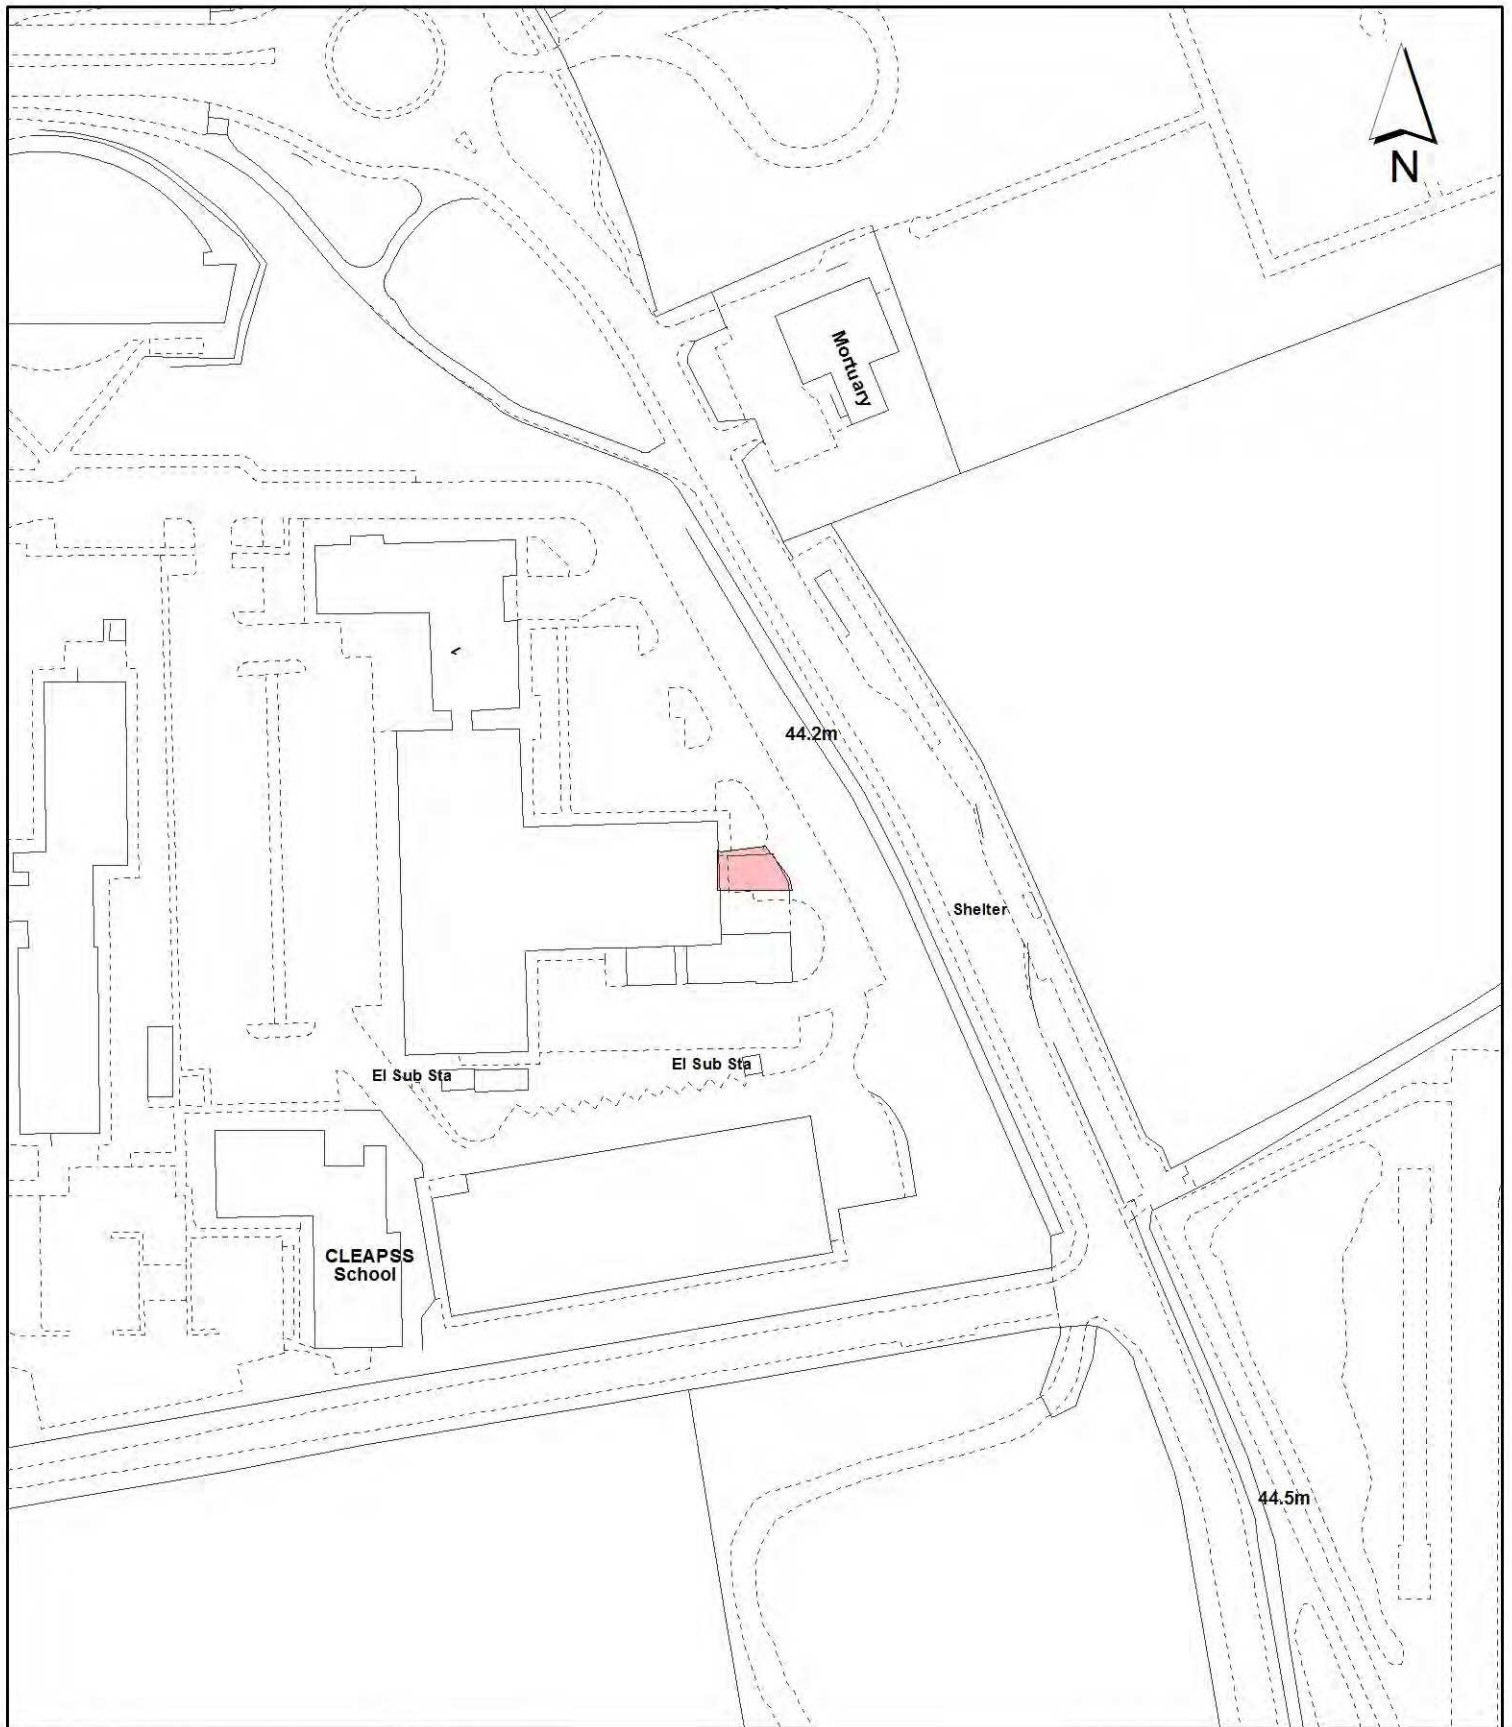 N
Mortuary
44.2m
Shelter
El Sub Sta
El Sub Sta
CLEAPSS
School
44.5m